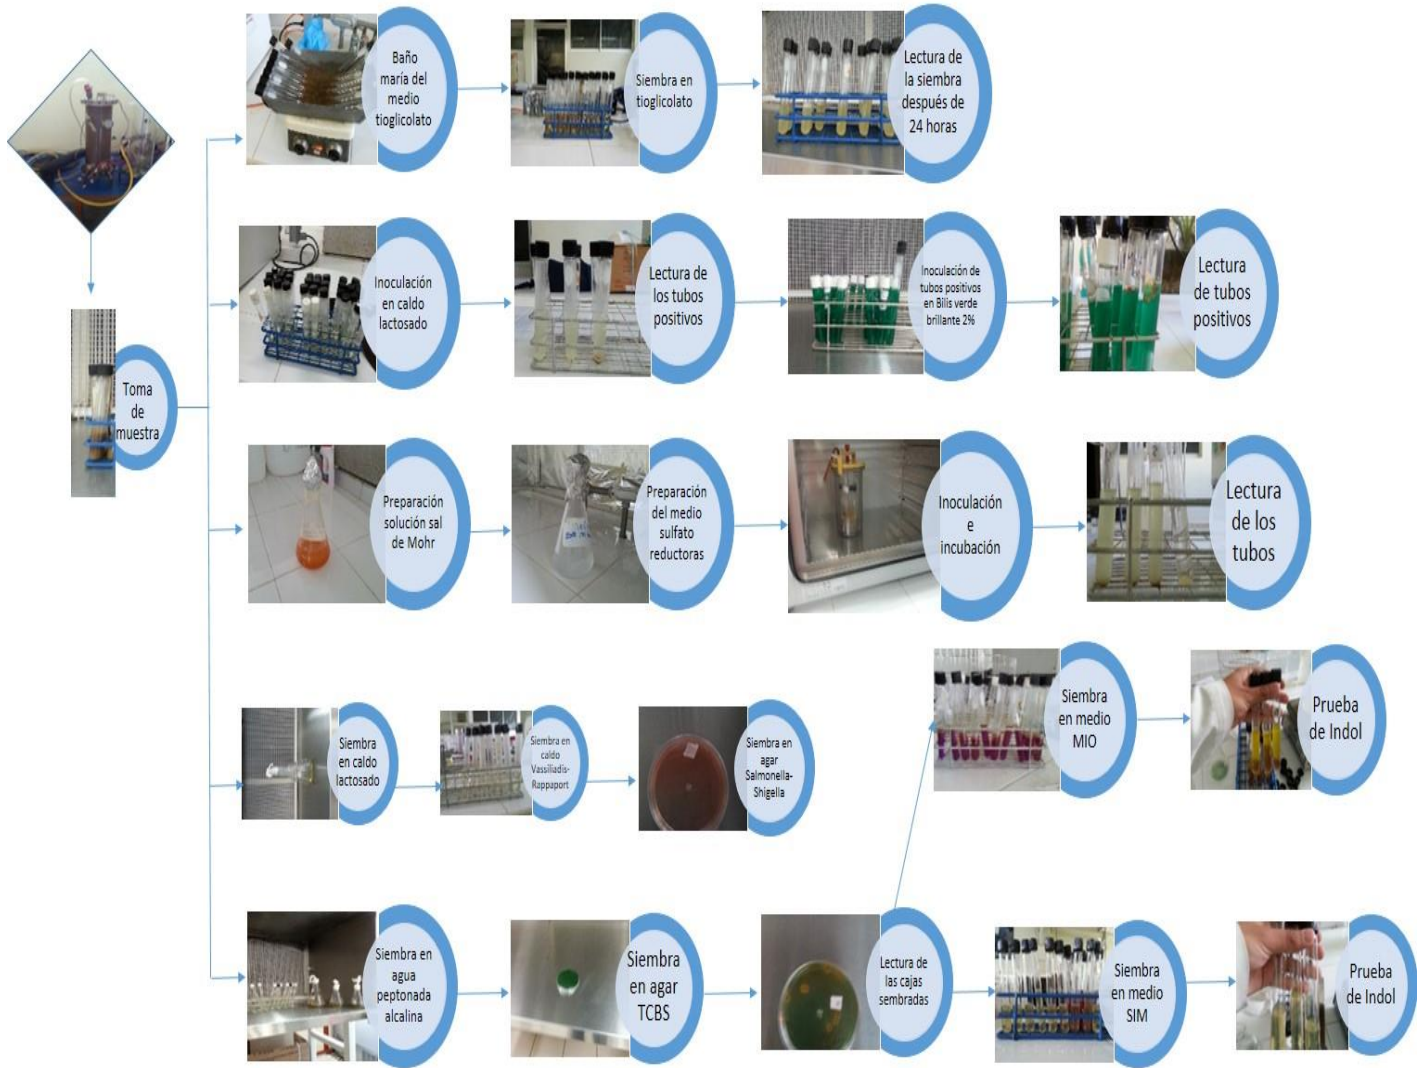 Toma
de
muestra
Baño
maría del
medio
tioglicolato
Siembra en
tioglicolato
Lectura de
la siembra
después de
24 horas
Inoculación
en caldo
lactosado
Lectura de
los tubos
positivos
Inoculación de
tubos positivos
en Bilis verde
brillante 2%
Lectura
de tubos
positivos
Preparación
solución sal
de Mohr
Preparación
del medio
sulfato
reductoras
Inoculación
e
incubación
Lectura
de los
tubos
Siembra
en caldo
lactosado
Siembra en
caldo
Vassiliadis-
Rappaport
Siembra en
agar
Salmonella-
Shigella
Siembra en
agua
peptonada
alcalina
Siembra
en agar
TCBS
Lectura de
las cajas
sembradas
Siembra
en medio
MIO
Prueba
de Indol
Siembra
en medio
SIM
Prueba
de Indol